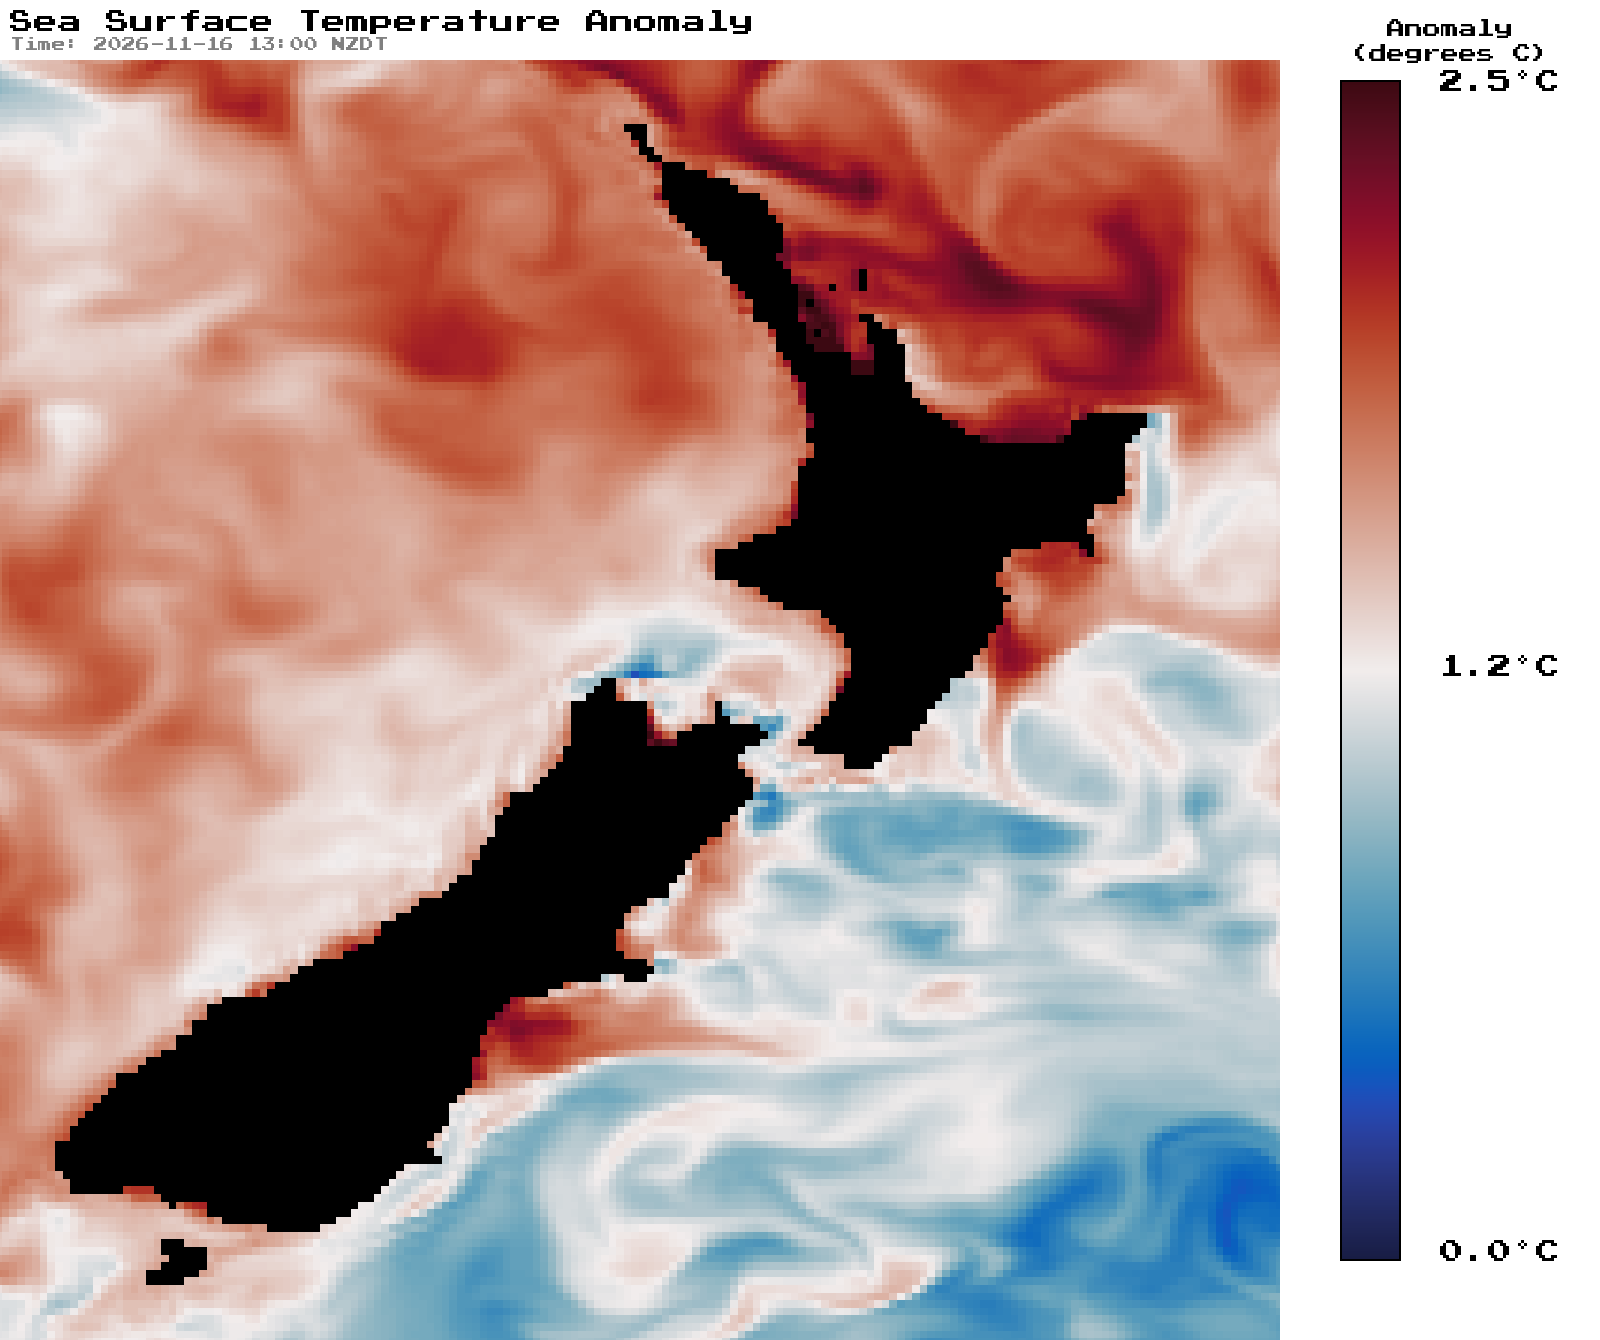 Sea Surface Temperature Anomaly
Time: 2026-11-16 13:00 NZDT
Anomaly
(degrees C)
2.5°C
1.2°C
0.0°C